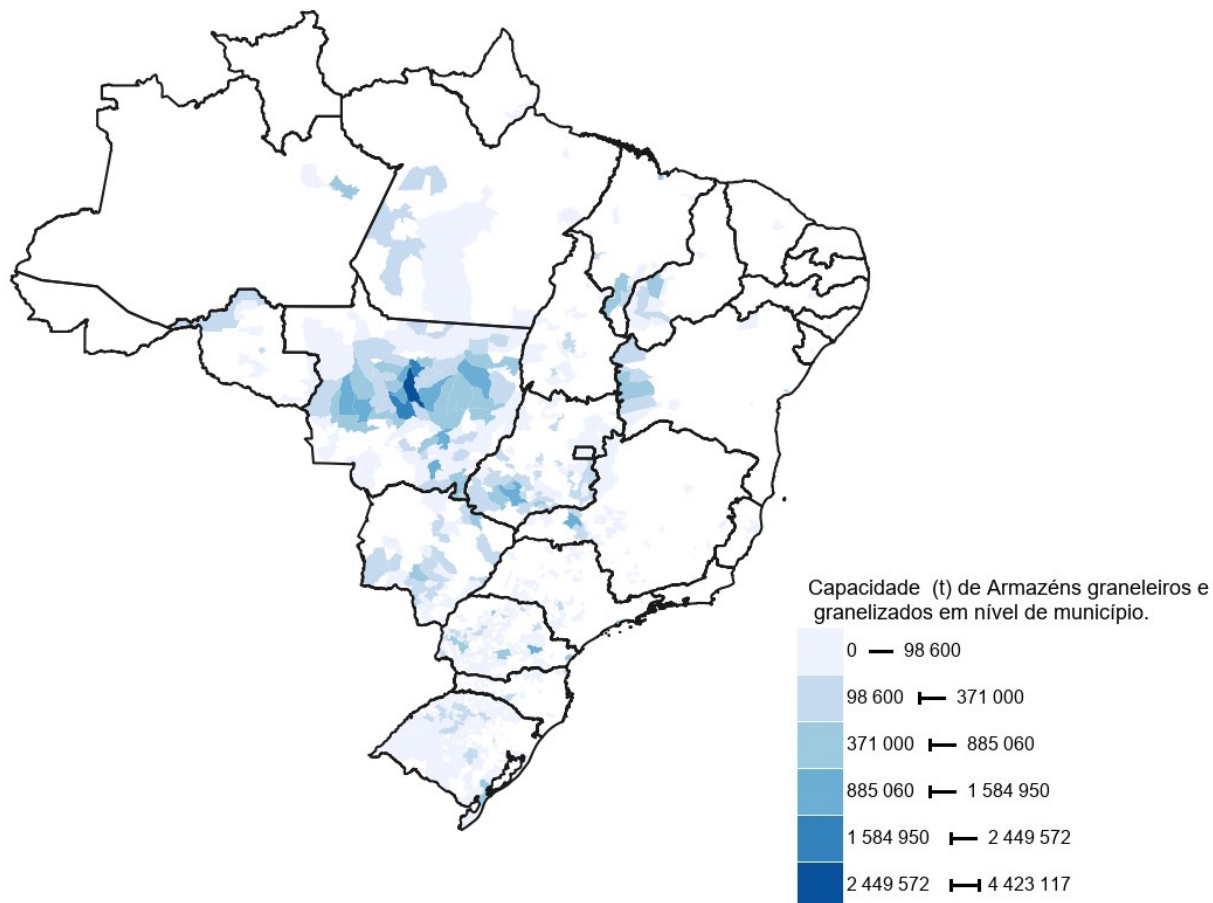 Capacidade (t) de Armazéns graneleiros e
granelizados em nível de município.
0 — 98 600
98 600 ⊢ 371 000
371 000 ⊢ 885 060
885 060 ⊢ 1 584 950
1 584 950 ⊢ 2 449 572
2 449 572 ⊢⊣ 4 423 117